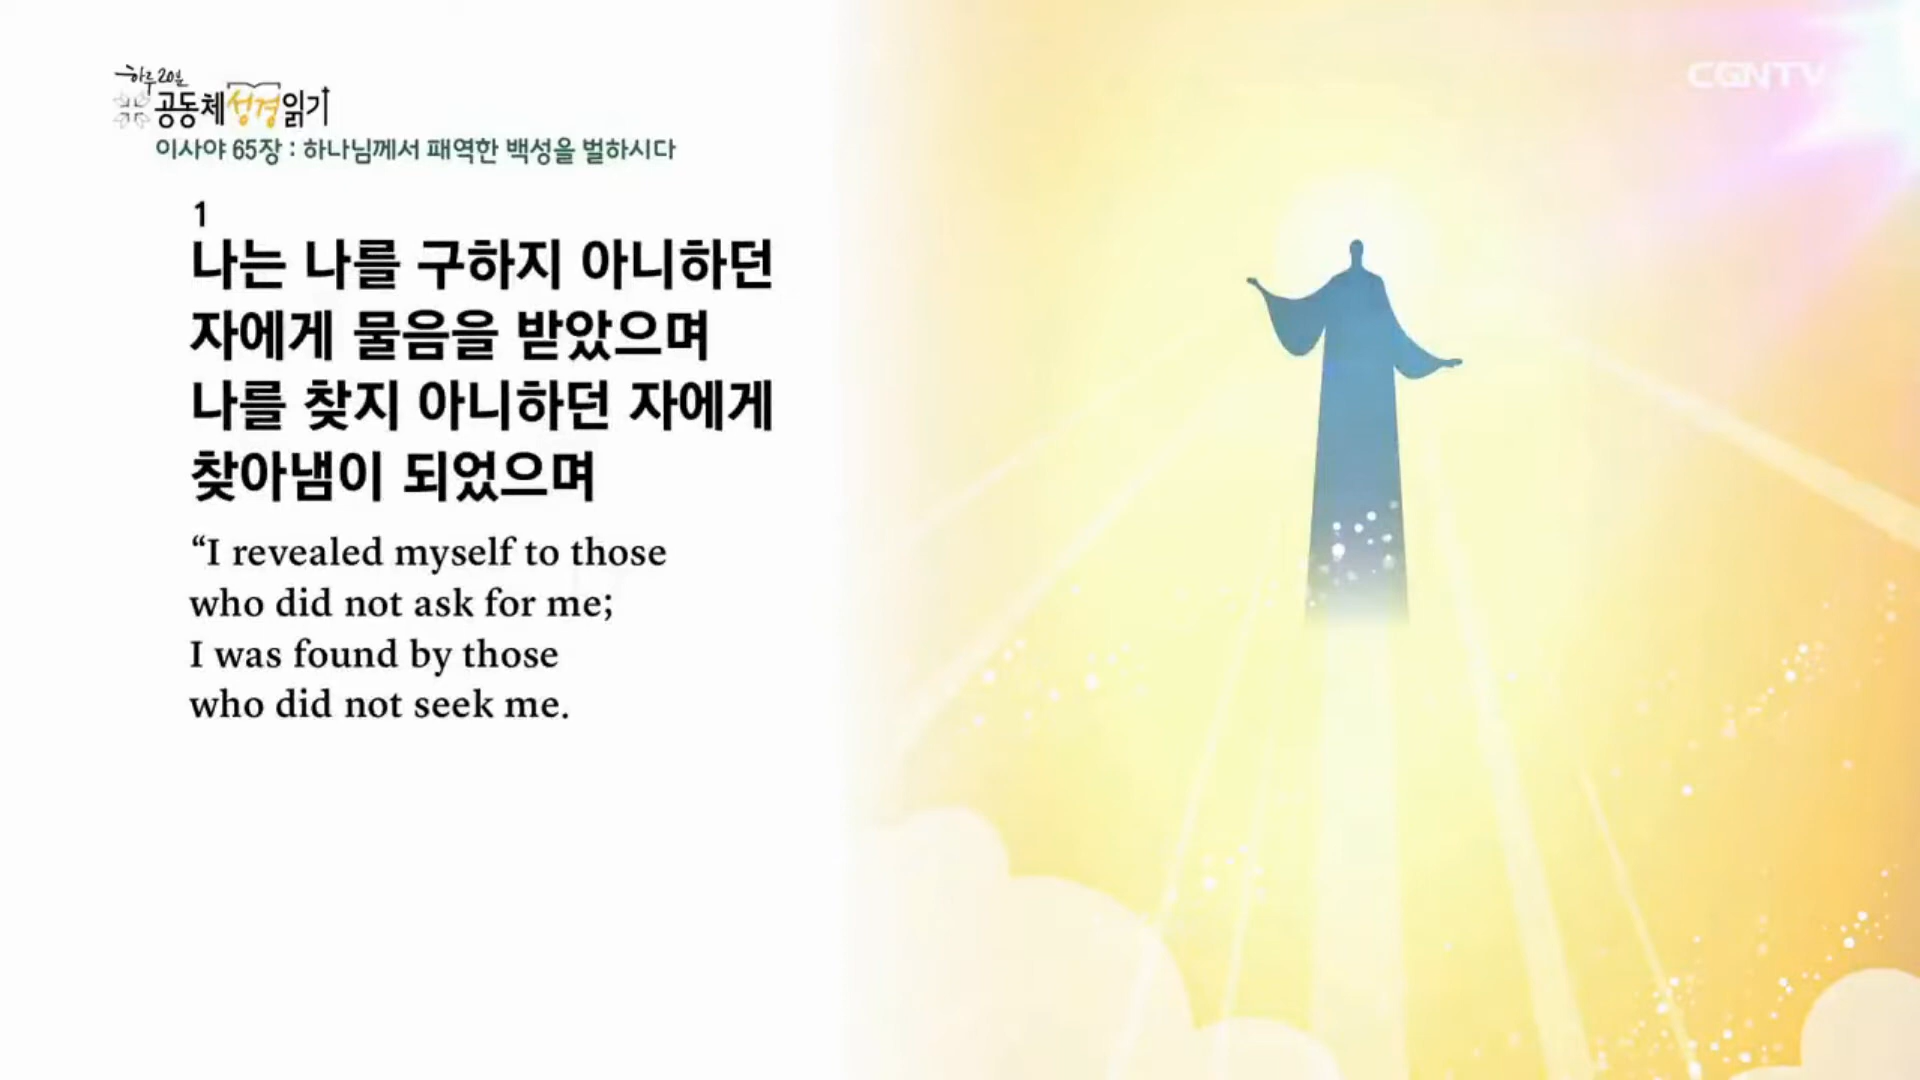 하루20분
공동체성경읽기
CGNTV
이사야 65장 : 하나님께서 패역한 백성을 벌하시다
1
나는 나를 구하지 아니하던
자에게 물음을 받았으며
나를 찾지 아니하던 자에게
찾아냄이 되었으며
“I revealed myself to those
who did not ask for me;
I was found by those
who did not seek me.